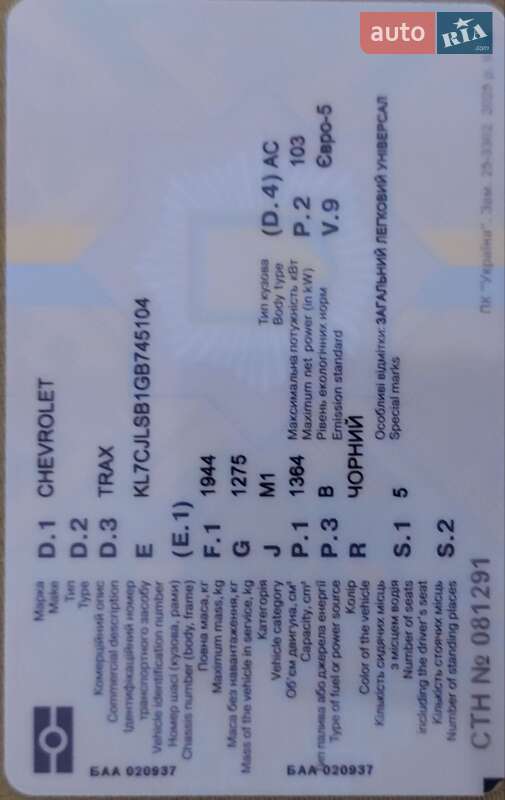 auto RIA .com
Марка D.1 CHEVROLET
Make
Тип D.2
Type
Комерційний опис D.3 TRAX
Commercial description
Ідентифікаційний номер E KL7CJLSB1GB745104
транспортного засобу
Vehicle identification number
Номер шасі (кузова, рами) (E.1)
Chassis number (body, frame)
Повна маса, кг F.1 1944
Maximum mass, kg
Маса без навантаження, кг G 1275
Mass of the vehicle in service, kg
Категорія J M1 Тип кузова (D.4) AC
Vehicle category Body type
Об'єм двигуна, см³ P.1 1364 Максимальна потужність кВт P.2 103
Capacity, cm³ Maximum net power (in kW)
Тип палива або джерела енергії P.3 B Рівень екологічних норм V.9 Євро-5
Type of fuel or power source Emission standard
Колір R ЧОРНИЙ
Color of the vehicle
Кількість сидячих місць S.1 5 Особливі відмітки: ЗАГАЛЬНИЙ ЛЕГКОВИЙ УНІВЕРСАЛ
з місцем водія Special marks
Number of seats
including the driver's seat
Кількість стоячих місць S.2
Number of standing places
СТН № 081291
ПК "Україна". Зам. 25-3302 2025 р.
БАА 020937
БАА 020937